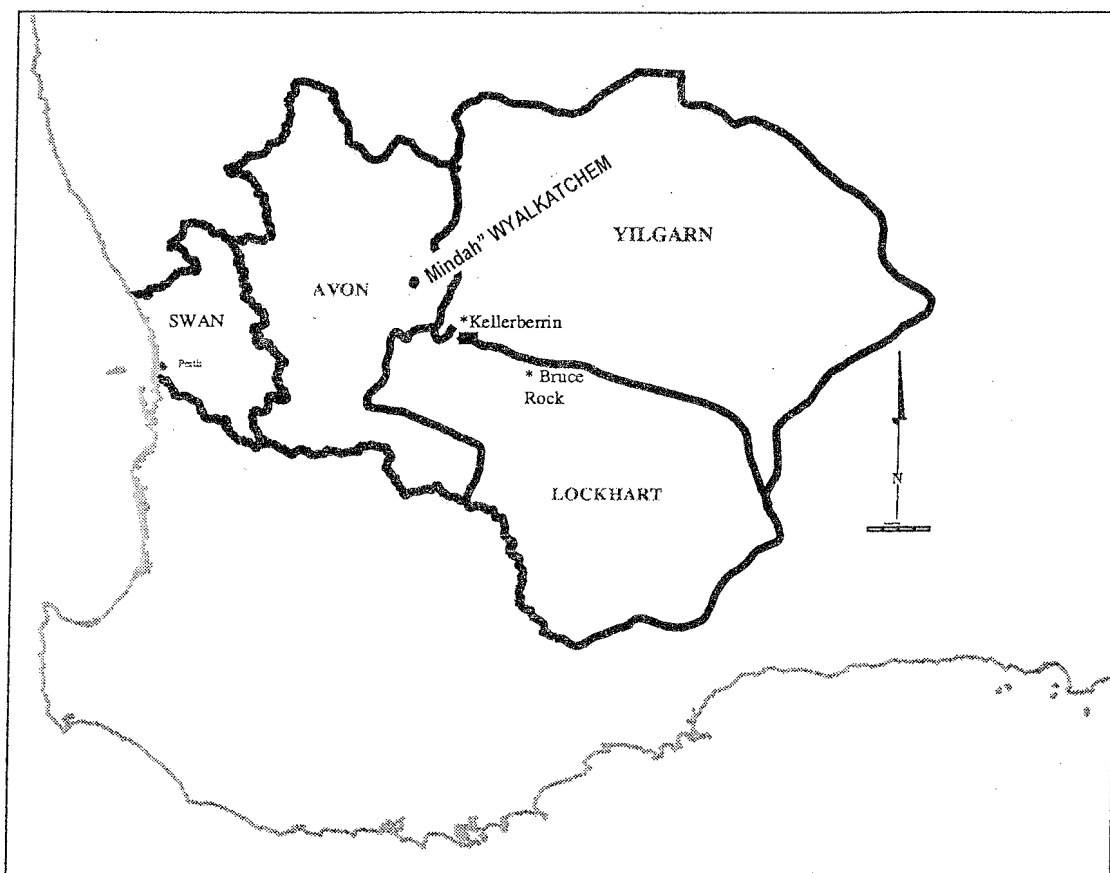 Mindah" WYALKATCHEM
YILGARN
AVON
SWAN
*Kellerberrin
Perth
* Bruce
Rock
LOCKHART
N